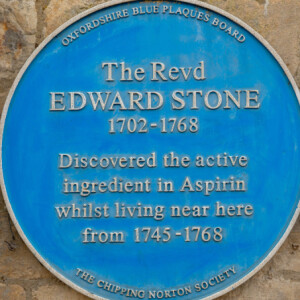 OXFORDSHIRE BLUE PLAQUES BOARD
The Revd
EDWARD STONE
1702-1768
Discovered the active
ingredient in Aspirin
whilst living near here
from 1745-1768
THE CHIPPING NORTON SOCIETY